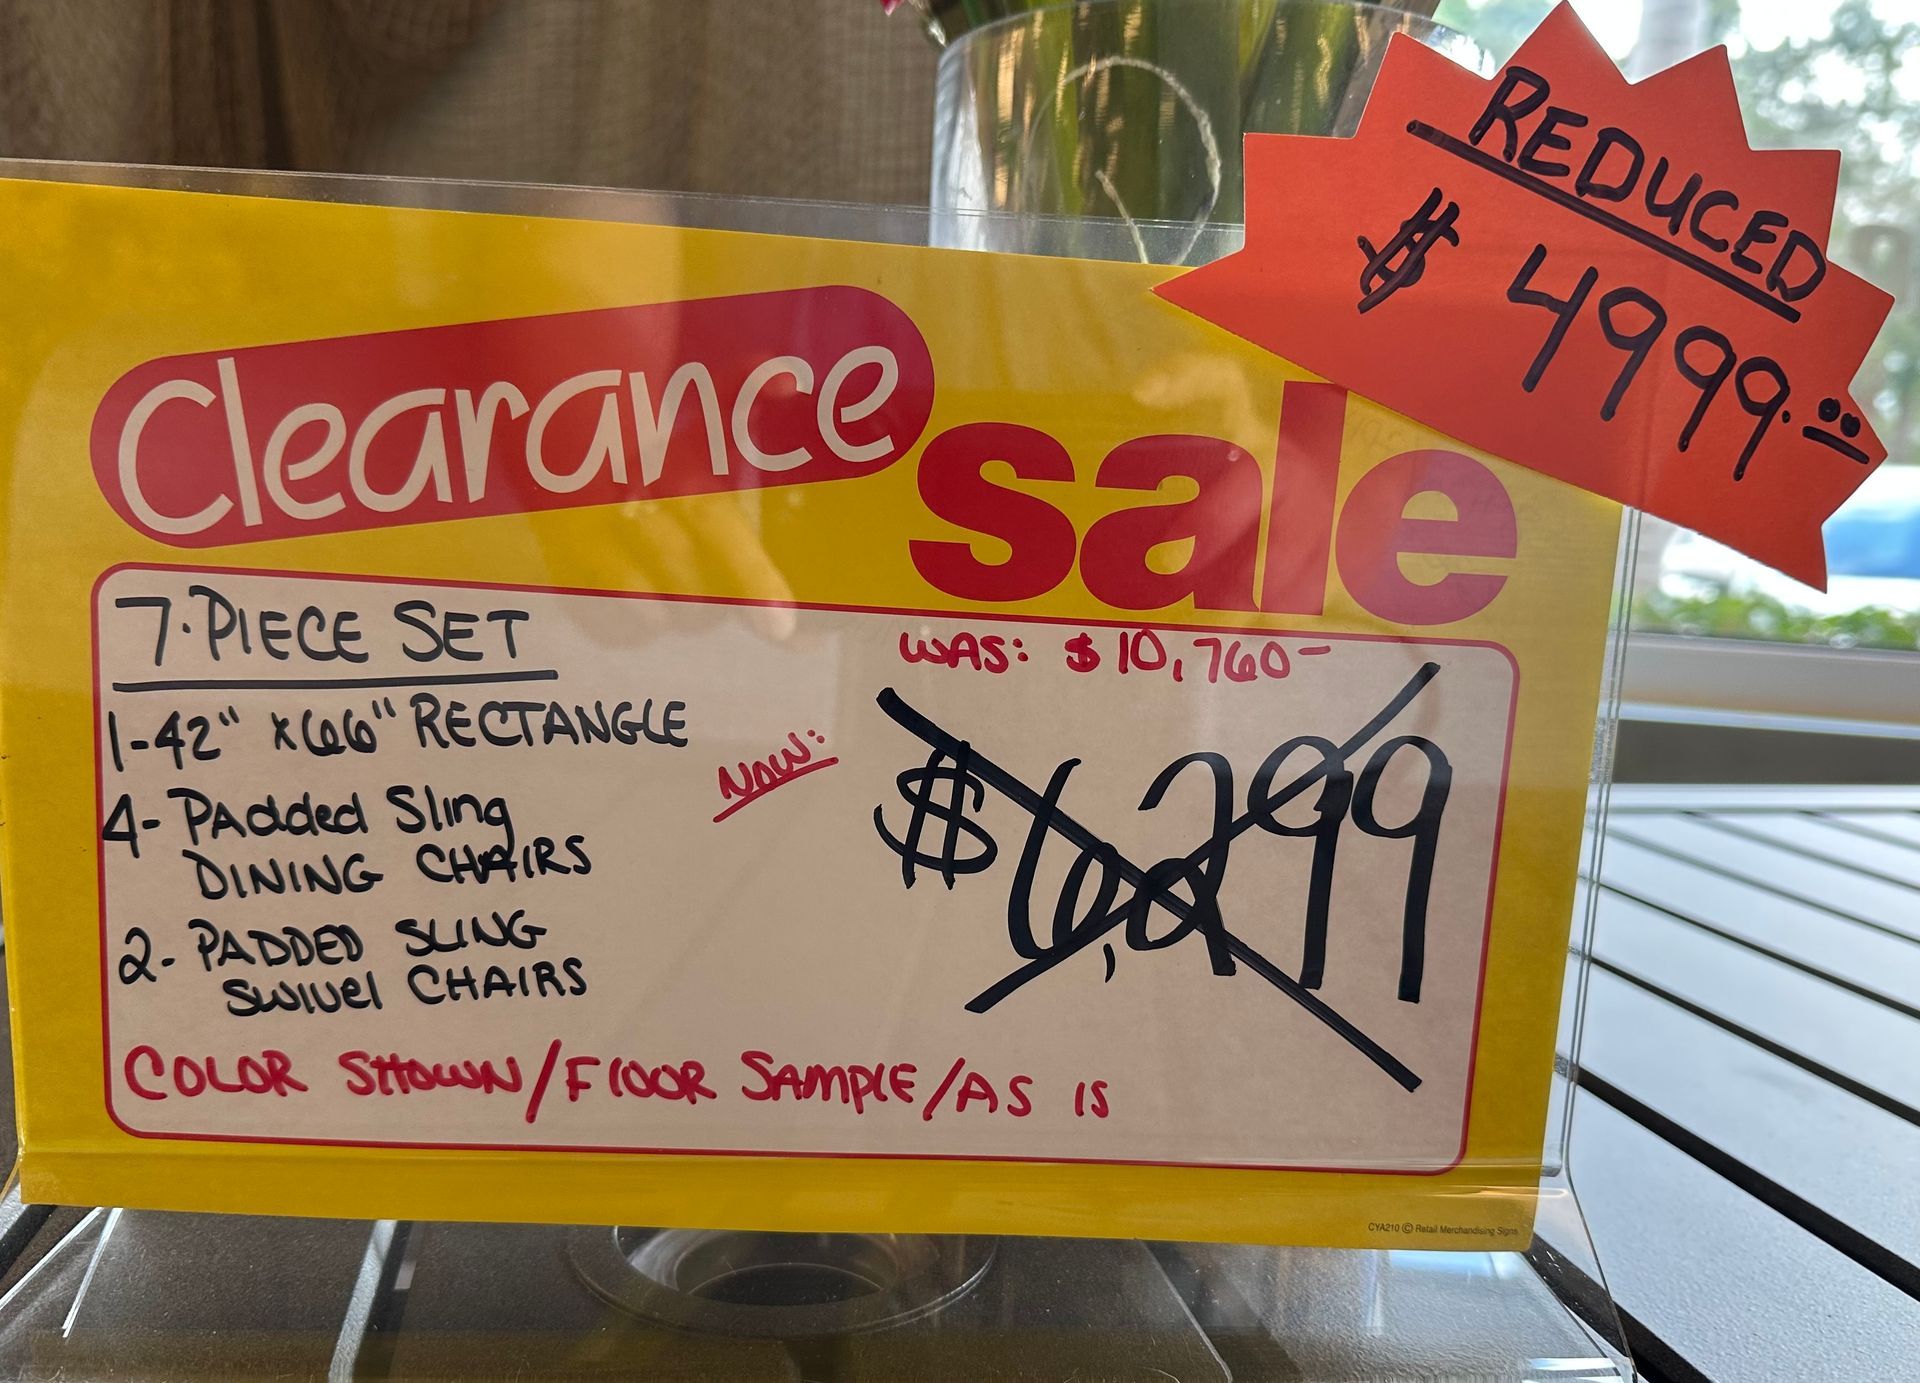 REDUCED
$ 4999.00
Clearance
sale
7-PIECE SET
WAS: $10,760-
1-42" x 66" RECTANGLE
NOW:
$6,299
4- PAdded Sling
DINING CHAIRS
2- PADDED SLING
SWIVEl CHAIRS
COLOR SHOWN/FlOOR SAMPLE/AS IS
CYA210 © Retail Merchandising Signs